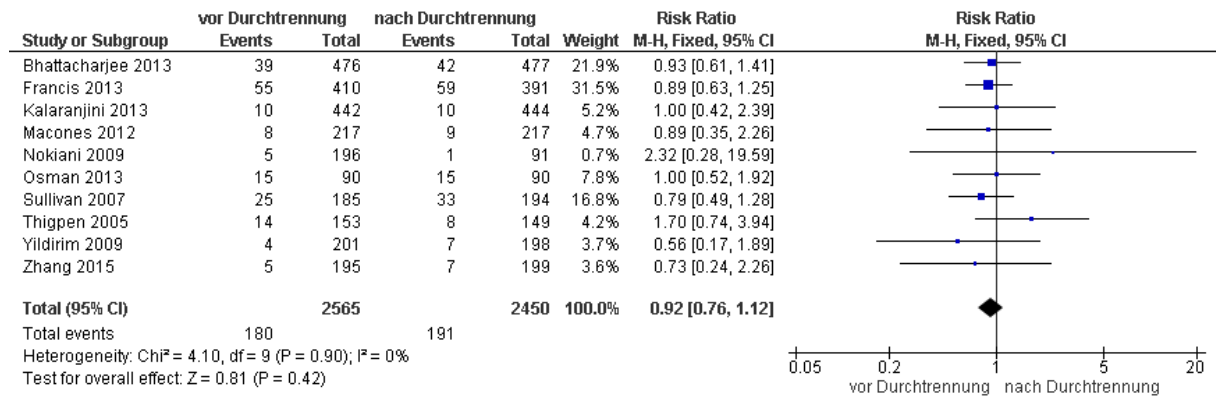 vor Durchtrennung nach Durchtrennung Risk Ratio Risk Ratio
Study or Subgroup Events Total Events Total Weight M-H, Fixed, 95% CI M-H, Fixed, 95% CI
Bhattacharjee 2013 39 476 42 477 21.9% 0.93 [0.61, 1.41]
Francis 2013 55 410 59 391 31.5% 0.89 [0.63, 1.25]
Kalaranjini 2013 10 442 10 444 5.2% 1.00 [0.42, 2.39]
Macones 2012 8 217 9 217 4.7% 0.89 [0.35, 2.26]
Nokiani 2009 5 196 1 91 0.7% 2.32 [0.28, 19.59]
Osman 2013 15 90 15 90 7.8% 1.00 [0.52, 1.92]
Sullivan 2007 25 185 33 194 16.8% 0.79 [0.49, 1.28]
Thigpen 2005 14 153 8 149 4.2% 1.70 [0.74, 3.94]
Yildirim 2009 4 201 7 198 3.7% 0.56 [0.17, 1.89]
Zhang 2015 5 195 7 199 3.6% 0.73 [0.24, 2.26]
Total (95% CI) 2565 2450 100.0% 0.92 [0.76, 1.12]
Total events 180 191
Heterogeneity: Chi² = 4.10, df = 9 (P = 0.90); I² = 0%
Test for overall effect: Z = 0.81 (P = 0.42)
0.05 0.2 1 5 20
vor Durchtrennung nach Durchtrennung